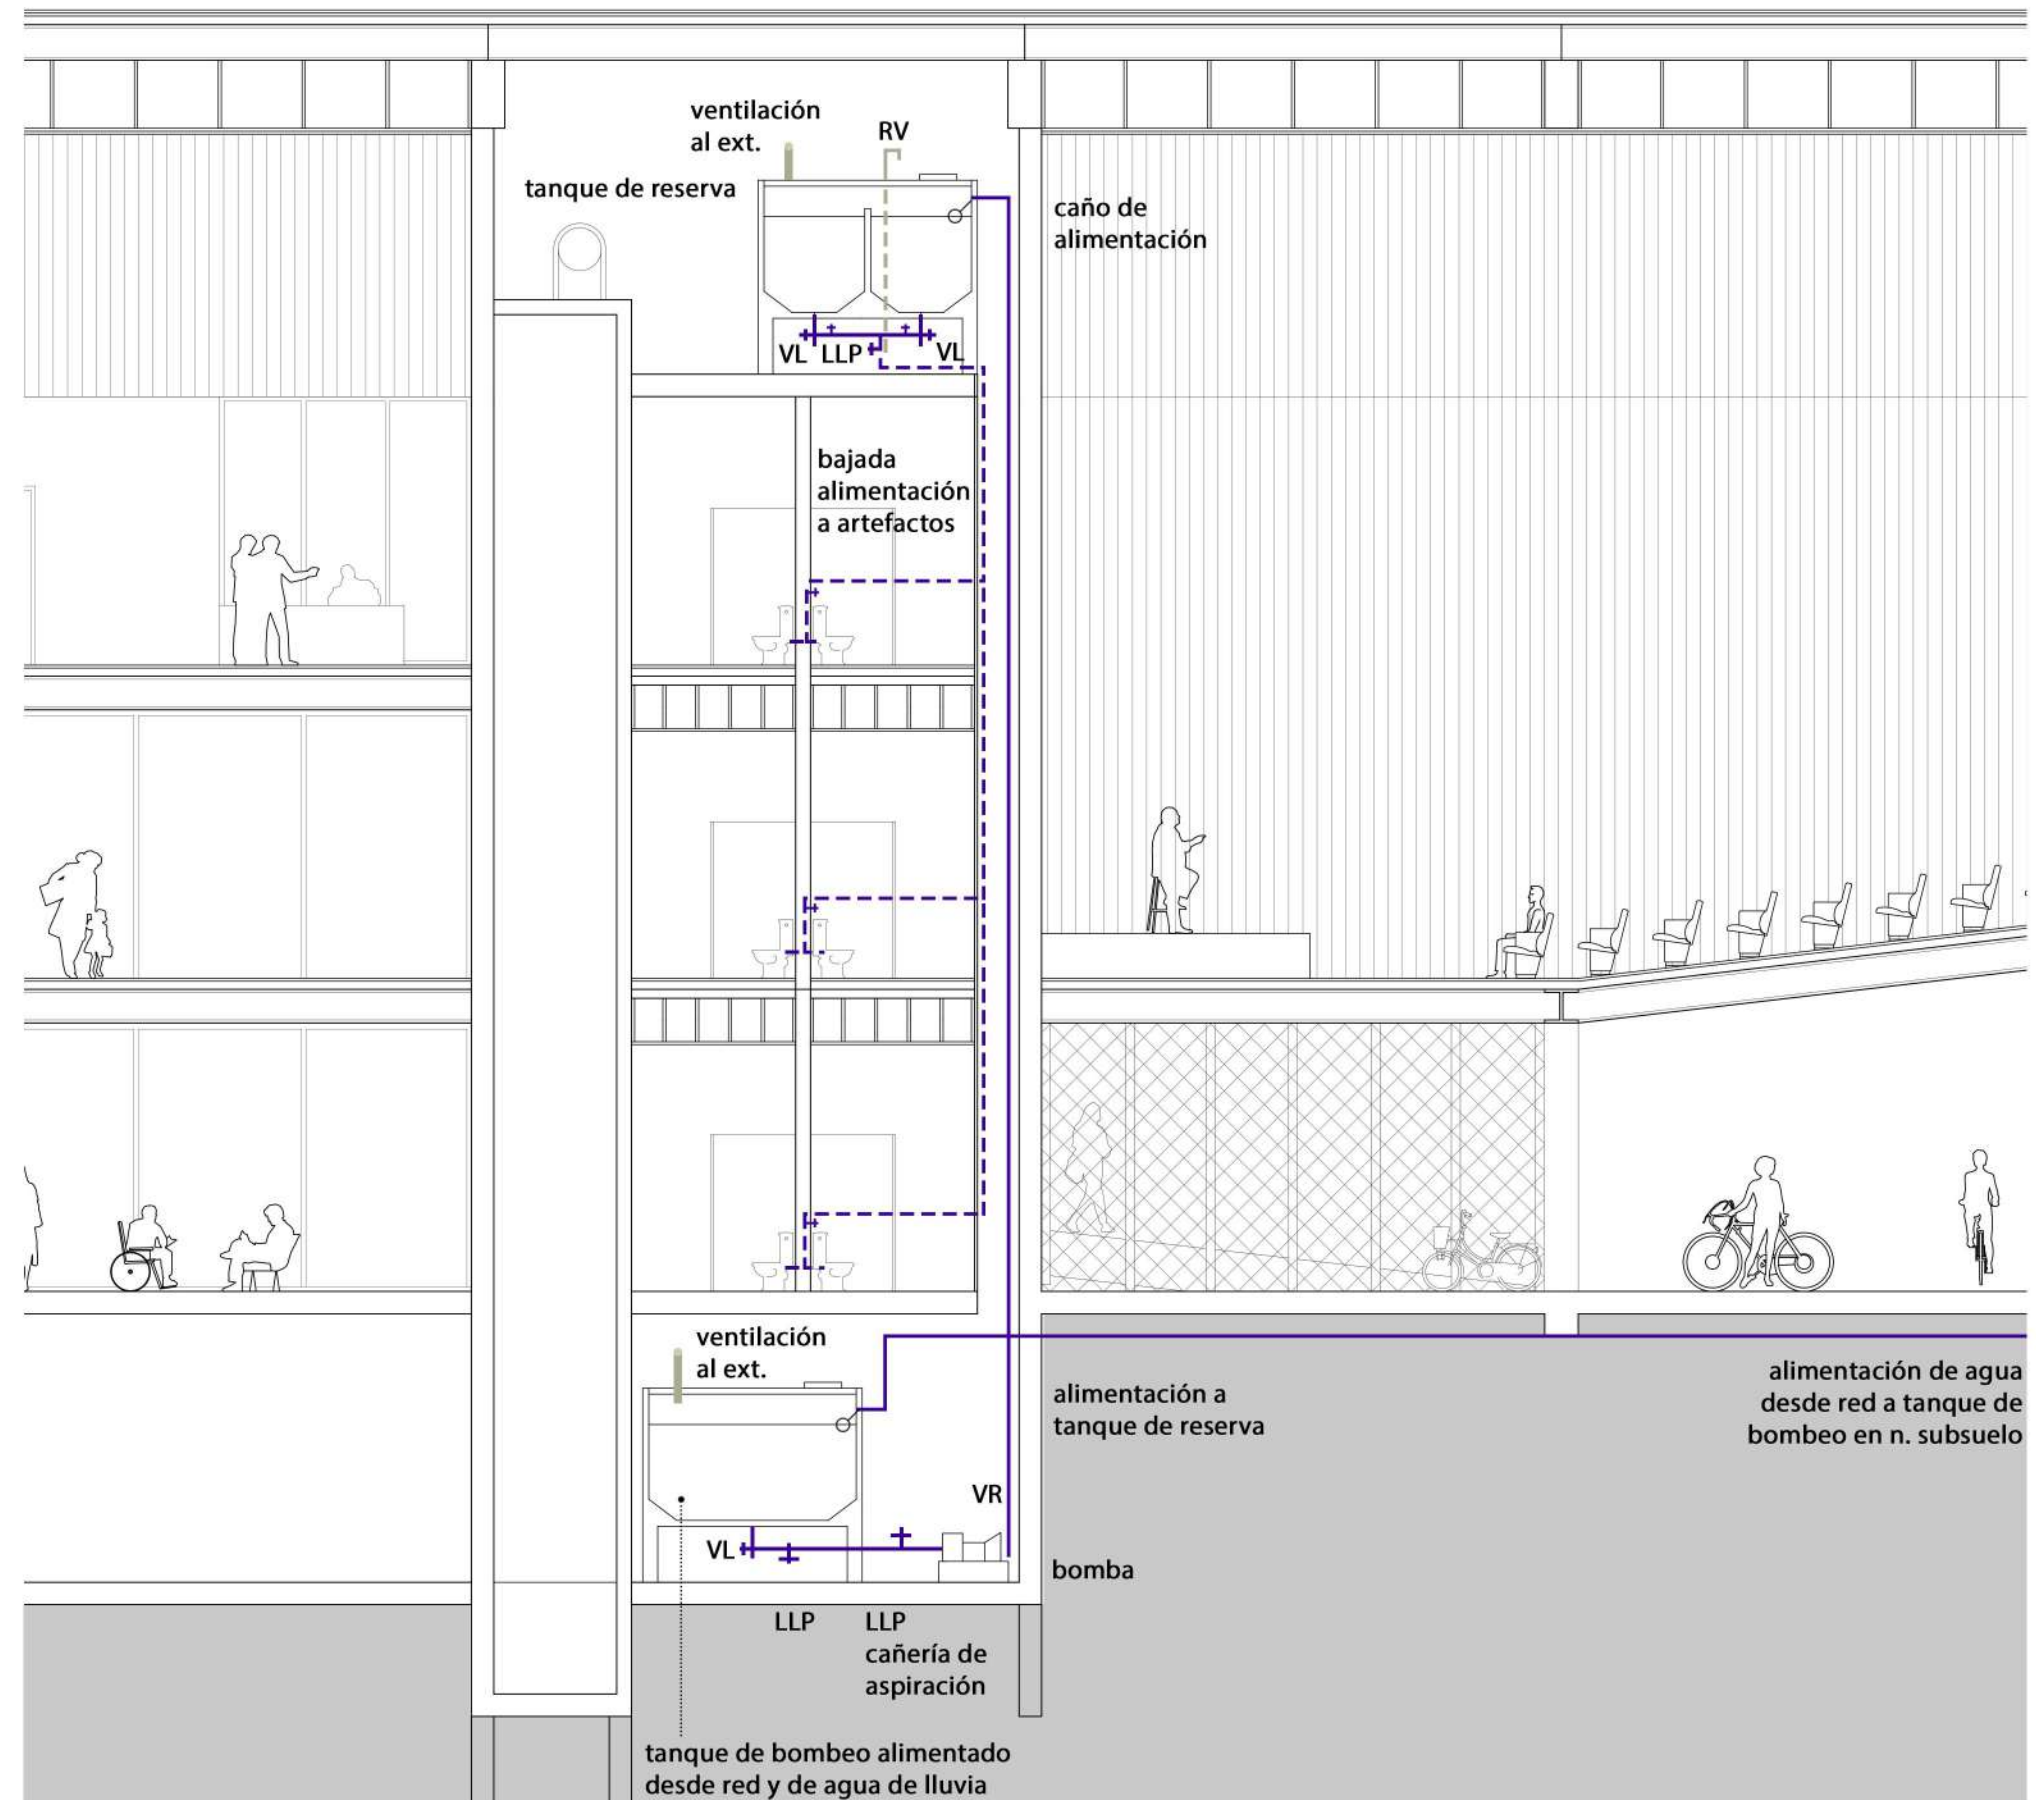 ventilación
al ext.
RV
tanque de reserva
caño de
alimentación
VL LLP VL
bajada
alimentación
a artefactos
ventilación
al ext.
alimentación a
tanque de reserva
alimentación de agua
desde red a tanque de
bombeo en n. subsuelo
VR
VL
bomba
LLP
LLP
cañería de
aspiración
tanque de bombeo alimentado
desde red y de agua de lluvia